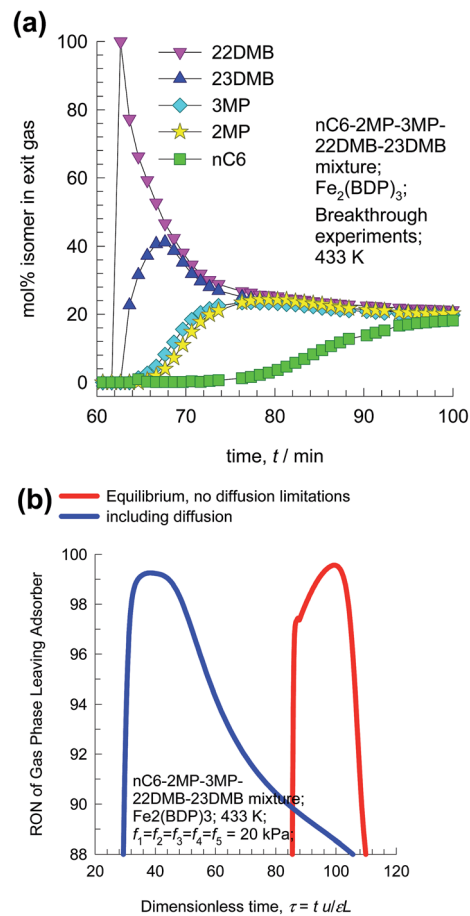 (a)
100
80
60
40
20
0
mol% isomer in exit gas
22DMB
23DMB
3MP
2MP
nC6
nC6-2MP-3MP-
22DMB-23DMB
mixture;
Fe₂(BDP)₃;
Breakthrough
experiments;
433 K
60 70 80 90 100
time, t / min
(b)
Equilibrium, no diffusion limitations
including diffusion
100
98
96
94
92
90
88
RON of Gas Phase Leaving Adsorber
nC6-2MP-3MP-
22DMB-23DMB mixture;
Fe2(BDP)3; 433 K;
f₁=f₂=f₃=f₄=f₅ = 20 kPa;
20 40 60 80 100 120
Dimensionless time, τ = t u/εL